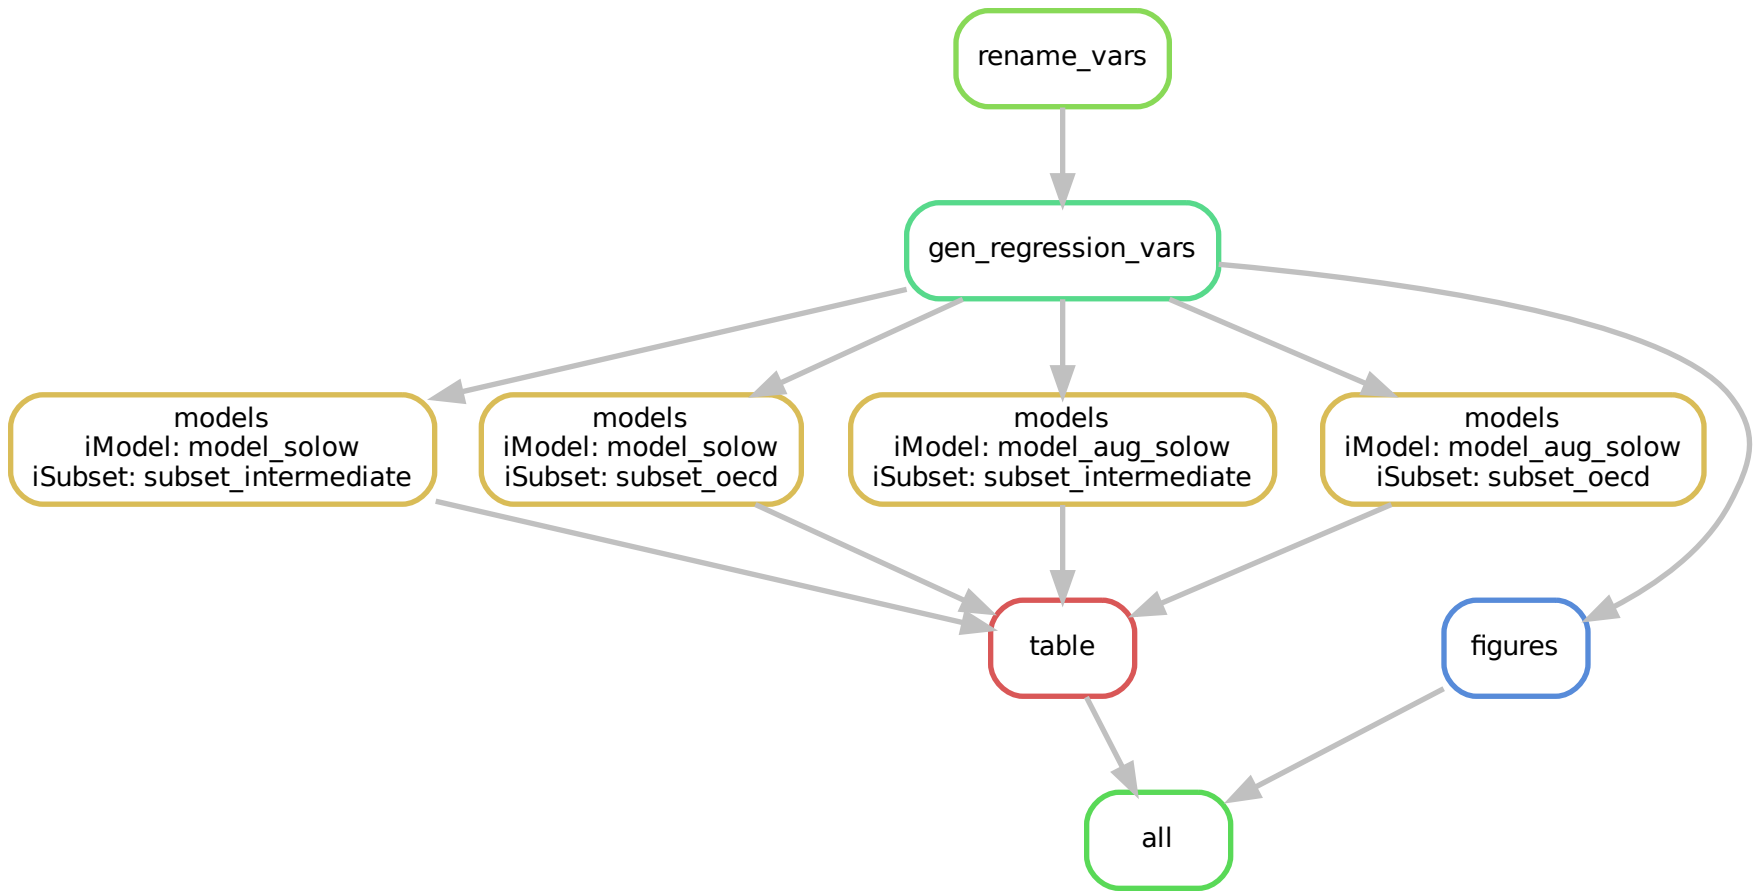 rename_vars
gen_regression_vars
models
iModel: model_solow
iSubset: subset_intermediate
models
iModel: model_solow
iSubset: subset_oecd
models
iModel: model_aug_solow
iSubset: subset_intermediate
models
iModel: model_aug_solow
iSubset: subset_oecd
table
figures
all